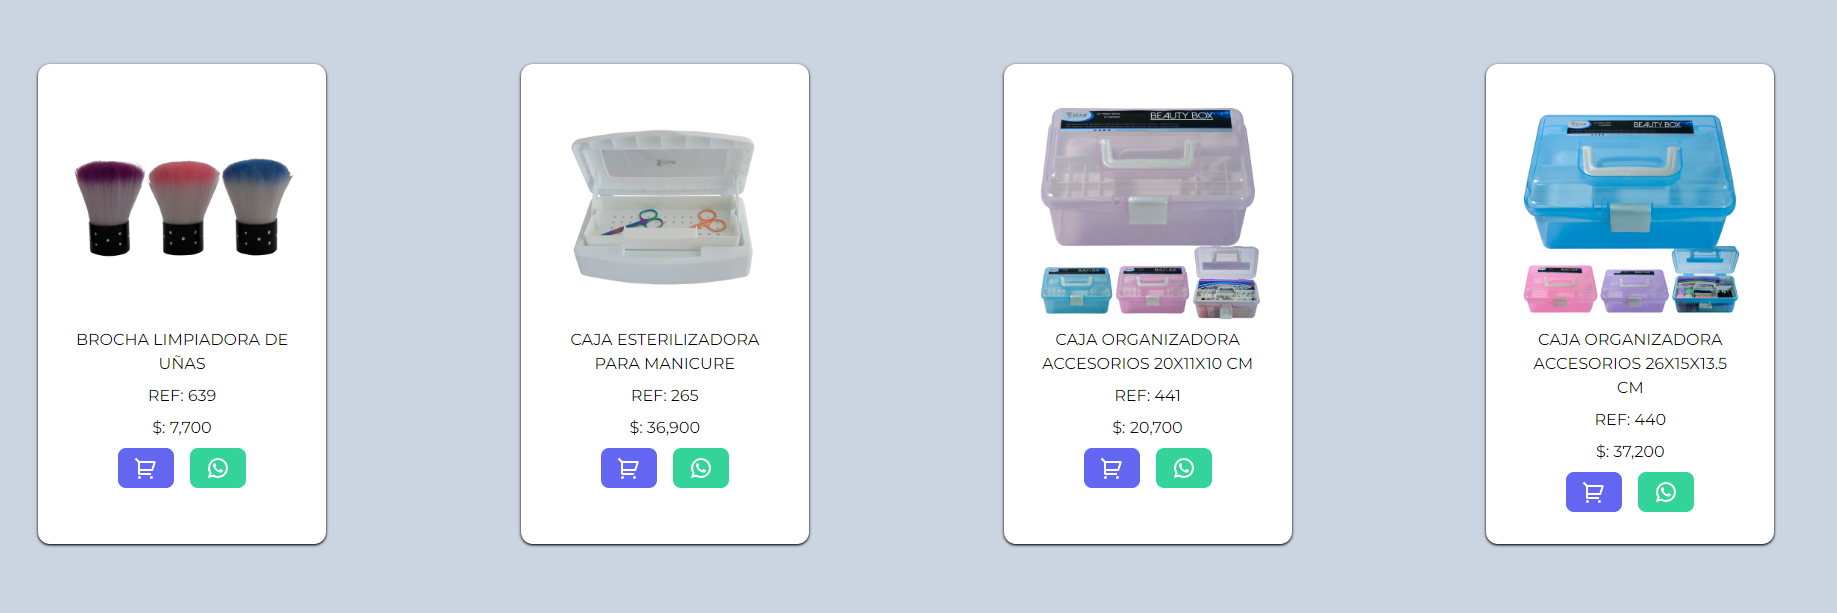 BEAUTY BOX
BEAUTY BOX
BROCHA LIMPIADORA DE
UÑAS
REF: 639
$: 7,700
CAJA ESTERILIZADORA
PARA MANICURE
REF: 265
$: 36,900
CAJA ORGANIZADORA
ACCESORIOS 20X11X10 CM
REF: 441
$: 20,700
CAJA ORGANIZADORA
ACCESORIOS 26X15X13.5
CM
REF: 440
$: 37,200